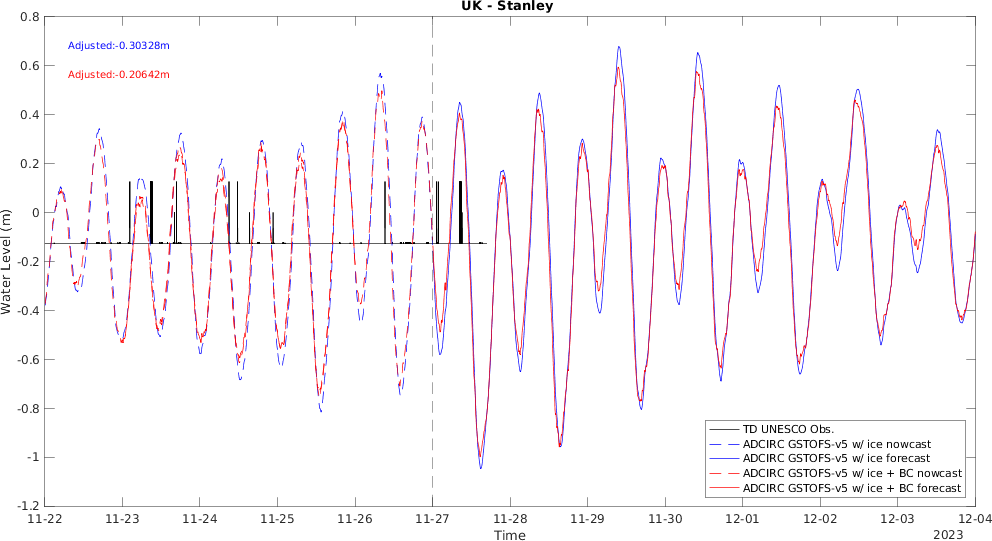 UK - Stanley
0.8
0.6
0.4
0.2
0
-0.2
-0.4
-0.6
-0.8
-1
-1.2
Water Level (m)
Adjusted:-0.30328m
Adjusted:-0.20642m
TD UNESCO Obs.
ADCIRC GSTOFS-v5 w/ ice nowcast
ADCIRC GSTOFS-v5 w/ ice forecast
ADCIRC GSTOFS-v5 w/ ice + BC nowcast
ADCIRC GSTOFS-v5 w/ ice + BC forecast
11-22 11-23 11-24 11-25 11-26 11-27 11-28 11-29 11-30 12-01 12-02 12-03 12-04
Time
2023